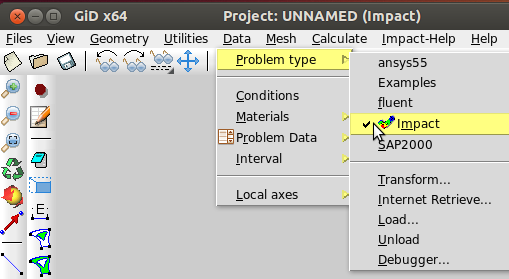 GiD x64 Project: UNNAMED (Impact)
Files View Geometry Utilities Data Mesh Calculate Impact-Help Help
Problem type
Conditions
Materials
Problem Data
Interval
Local axes
ansys55
Examples
fluent
Impact
SAP2000
Transform...
Internet Retrieve...
Load...
Unload
Debugger...
E